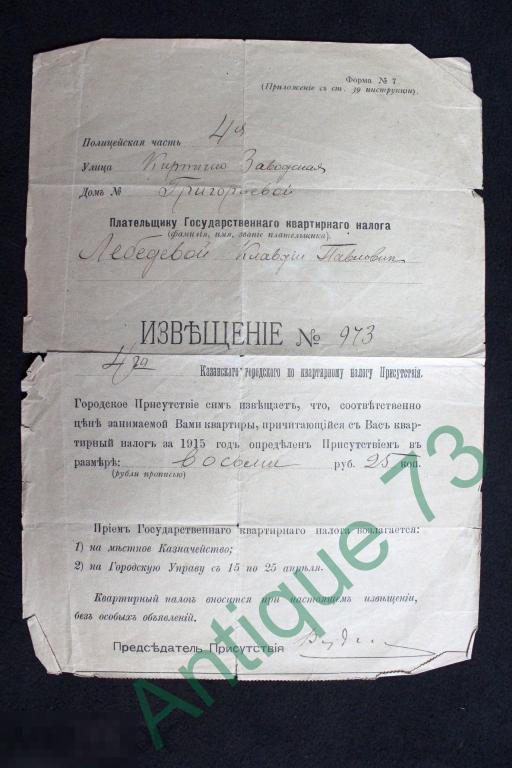 Форма № 7.
(Приложеніе къ ст. 39 инструкціи).
Полицейская часть 4я
Улица Кирпично Заводская
Домъ № Григорьевой
Плательщику Государственнаго квартирнаго налога
(фамилія, имя, званіе плательщика).
Лебедевой Клавдіи Павловнѣ
ИЗВѢЩЕНІЕ № 973
Казанскаго городского по квартирному налогу Присутствія.
Городское Присутствіе симъ извѣщаетъ, что, соотвѣтственно
цѣнѣ занимаемой Вами квартиры, причитающійся съ Васъ квар-
тирный налогъ за 1915 годъ опредѣленъ Присутствіемъ въ
размѣрѣ: восемь руб. 25 коп.
(рубли прописью)
Пріемъ Государственнаго квартирнаго налога возлагается:
1) на мѣстное Казначейство;
2) на Городскую Управу съ 15 по 25 апрѣля.
Квартирный налогъ вносится при настоящемъ извѣщеніи,
безъ особыхъ объявленій.
Предсѣдатель Присутствія
Antique 73